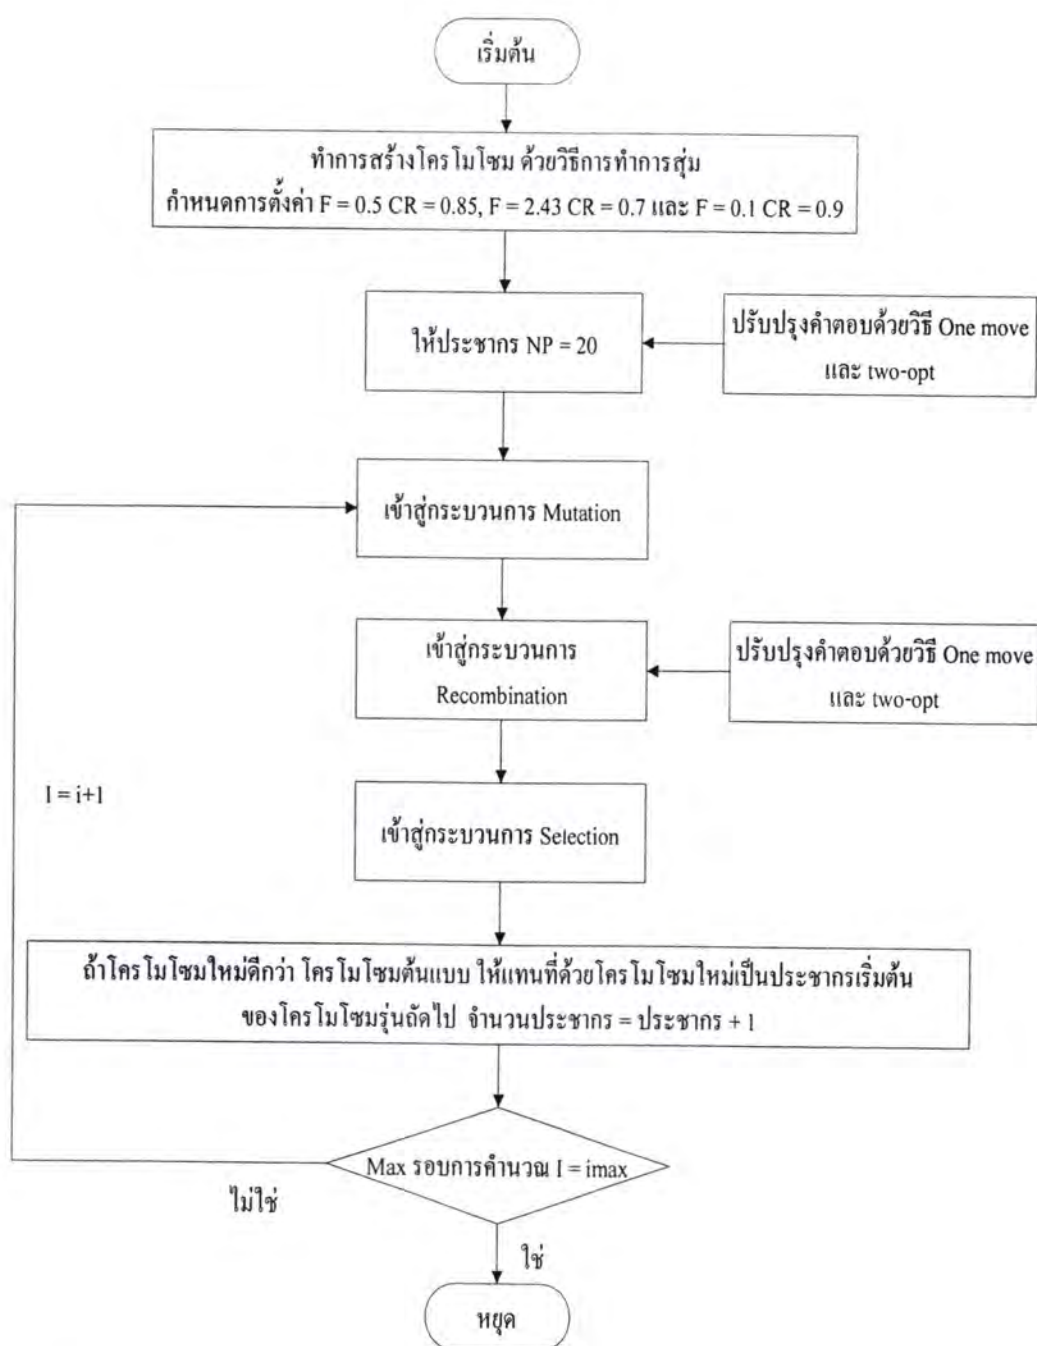 เริ่มต้น
ทำการสร้างโครโมโซม ด้วยวิธีการทำการสุ่ม
กำหนดการตั้งค่า F = 0.5 CR = 0.85, F = 2.43 CR = 0.7 และ F = 0.1 CR = 0.9
ให้ประชากร NP = 20
ปรับปรุงคำตอบด้วยวิธี One move
และ two-opt
เข้าสู่กระบวนการ Mutation
เข้าสู่กระบวนการ
Recombination
ปรับปรุงคำตอบด้วยวิธี One move
และ two-opt
I = i+1
เข้าสู่กระบวนการ Selection
ถ้าโครโมโซมใหม่ดีกว่า โครโมโซมต้นแบบ ให้แทนที่ด้วยโครโมโซมใหม่เป็นประชากรเริ่มต้น
ของโครโมโซมรุ่นถัดไป จำนวนประชากร = ประชากร + 1
Max รอบการคำนวณ I = imax
ไม่ใช่
ใช่
หยุด